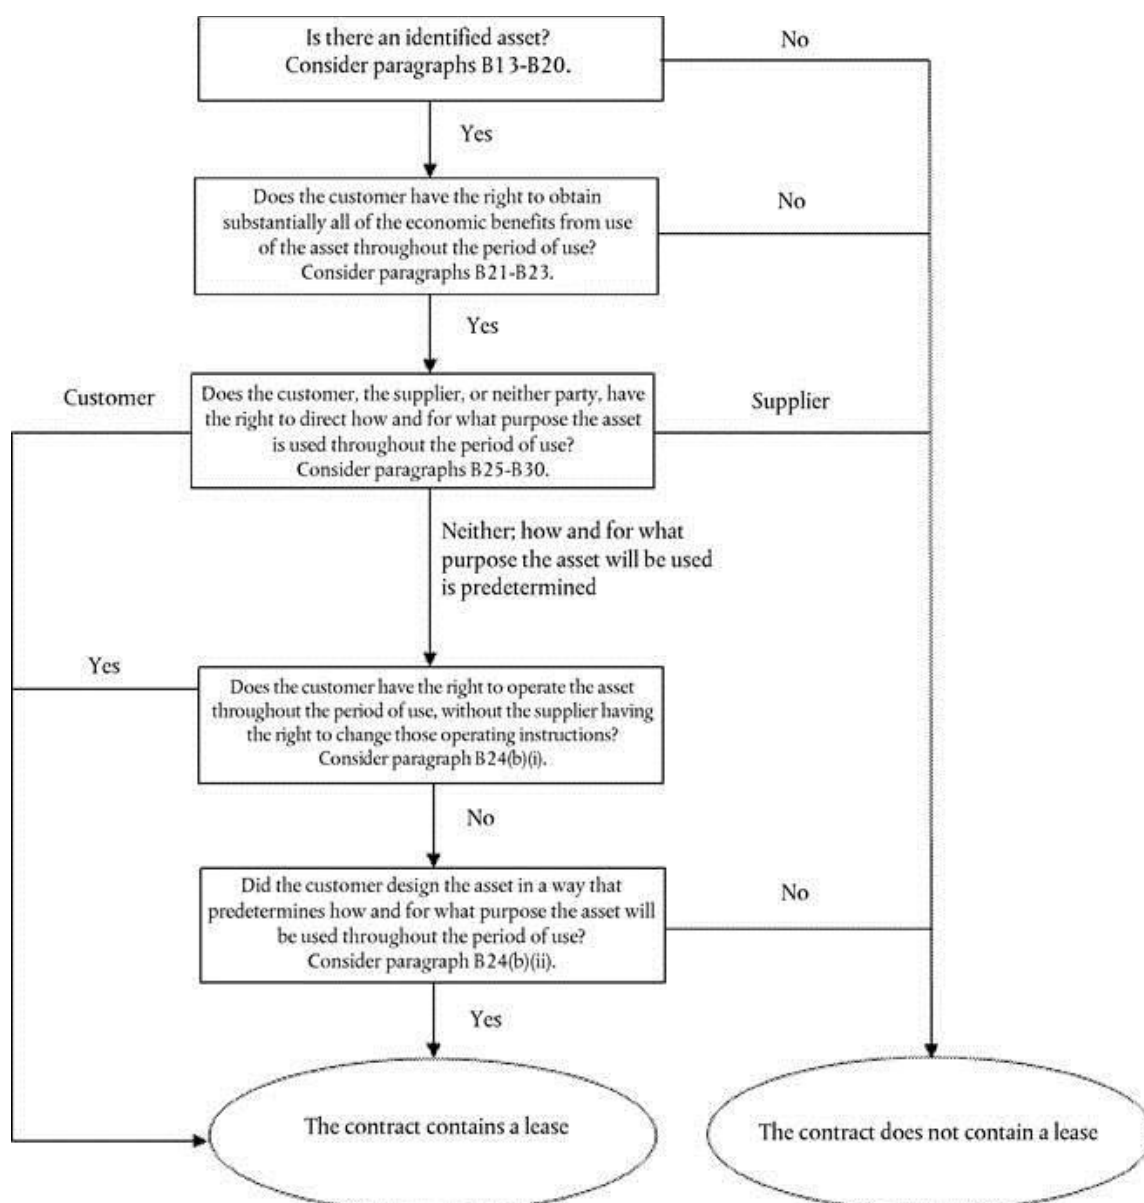 Is there an identified asset?
Consider paragraphs B13-B20.
No
Yes
Does the customer have the right to obtain
substantially all of the economic benefits from use
of the asset throughout the period of use?
Consider paragraphs B21-B23.
No
Yes
Customer
Does the customer, the supplier, or neither party, have
the right to direct how and for what purpose the asset
is used throughout the period of use?
Consider paragraphs B25-B30.
Supplier
Neither; how and for what
purpose the asset will be used
is predetermined
Yes
Does the customer have the right to operate the asset
throughout the period of use, without the supplier having
the right to change those operating instructions?
Consider paragraph B24(b)(i).
No
Did the customer design the asset in a way that
predetermines how and for what purpose the asset will
be used throughout the period of use?
Consider paragraph B24(b)(ii).
No
Yes
The contract contains a lease
The contract does not contain a lease